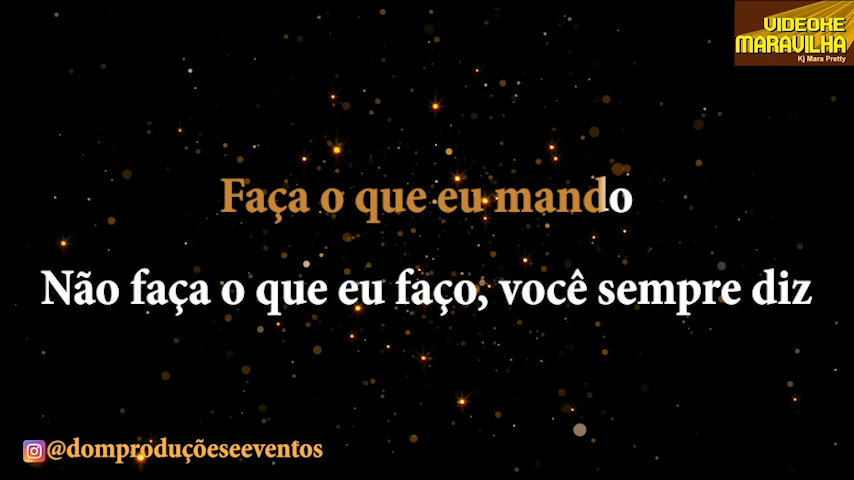 VIDEOKE
MARAVILHA
Kj Mara Pretty
Faça o que eu mando
Não faça o que eu faço, você sempre diz
@domproduçõeseeventos